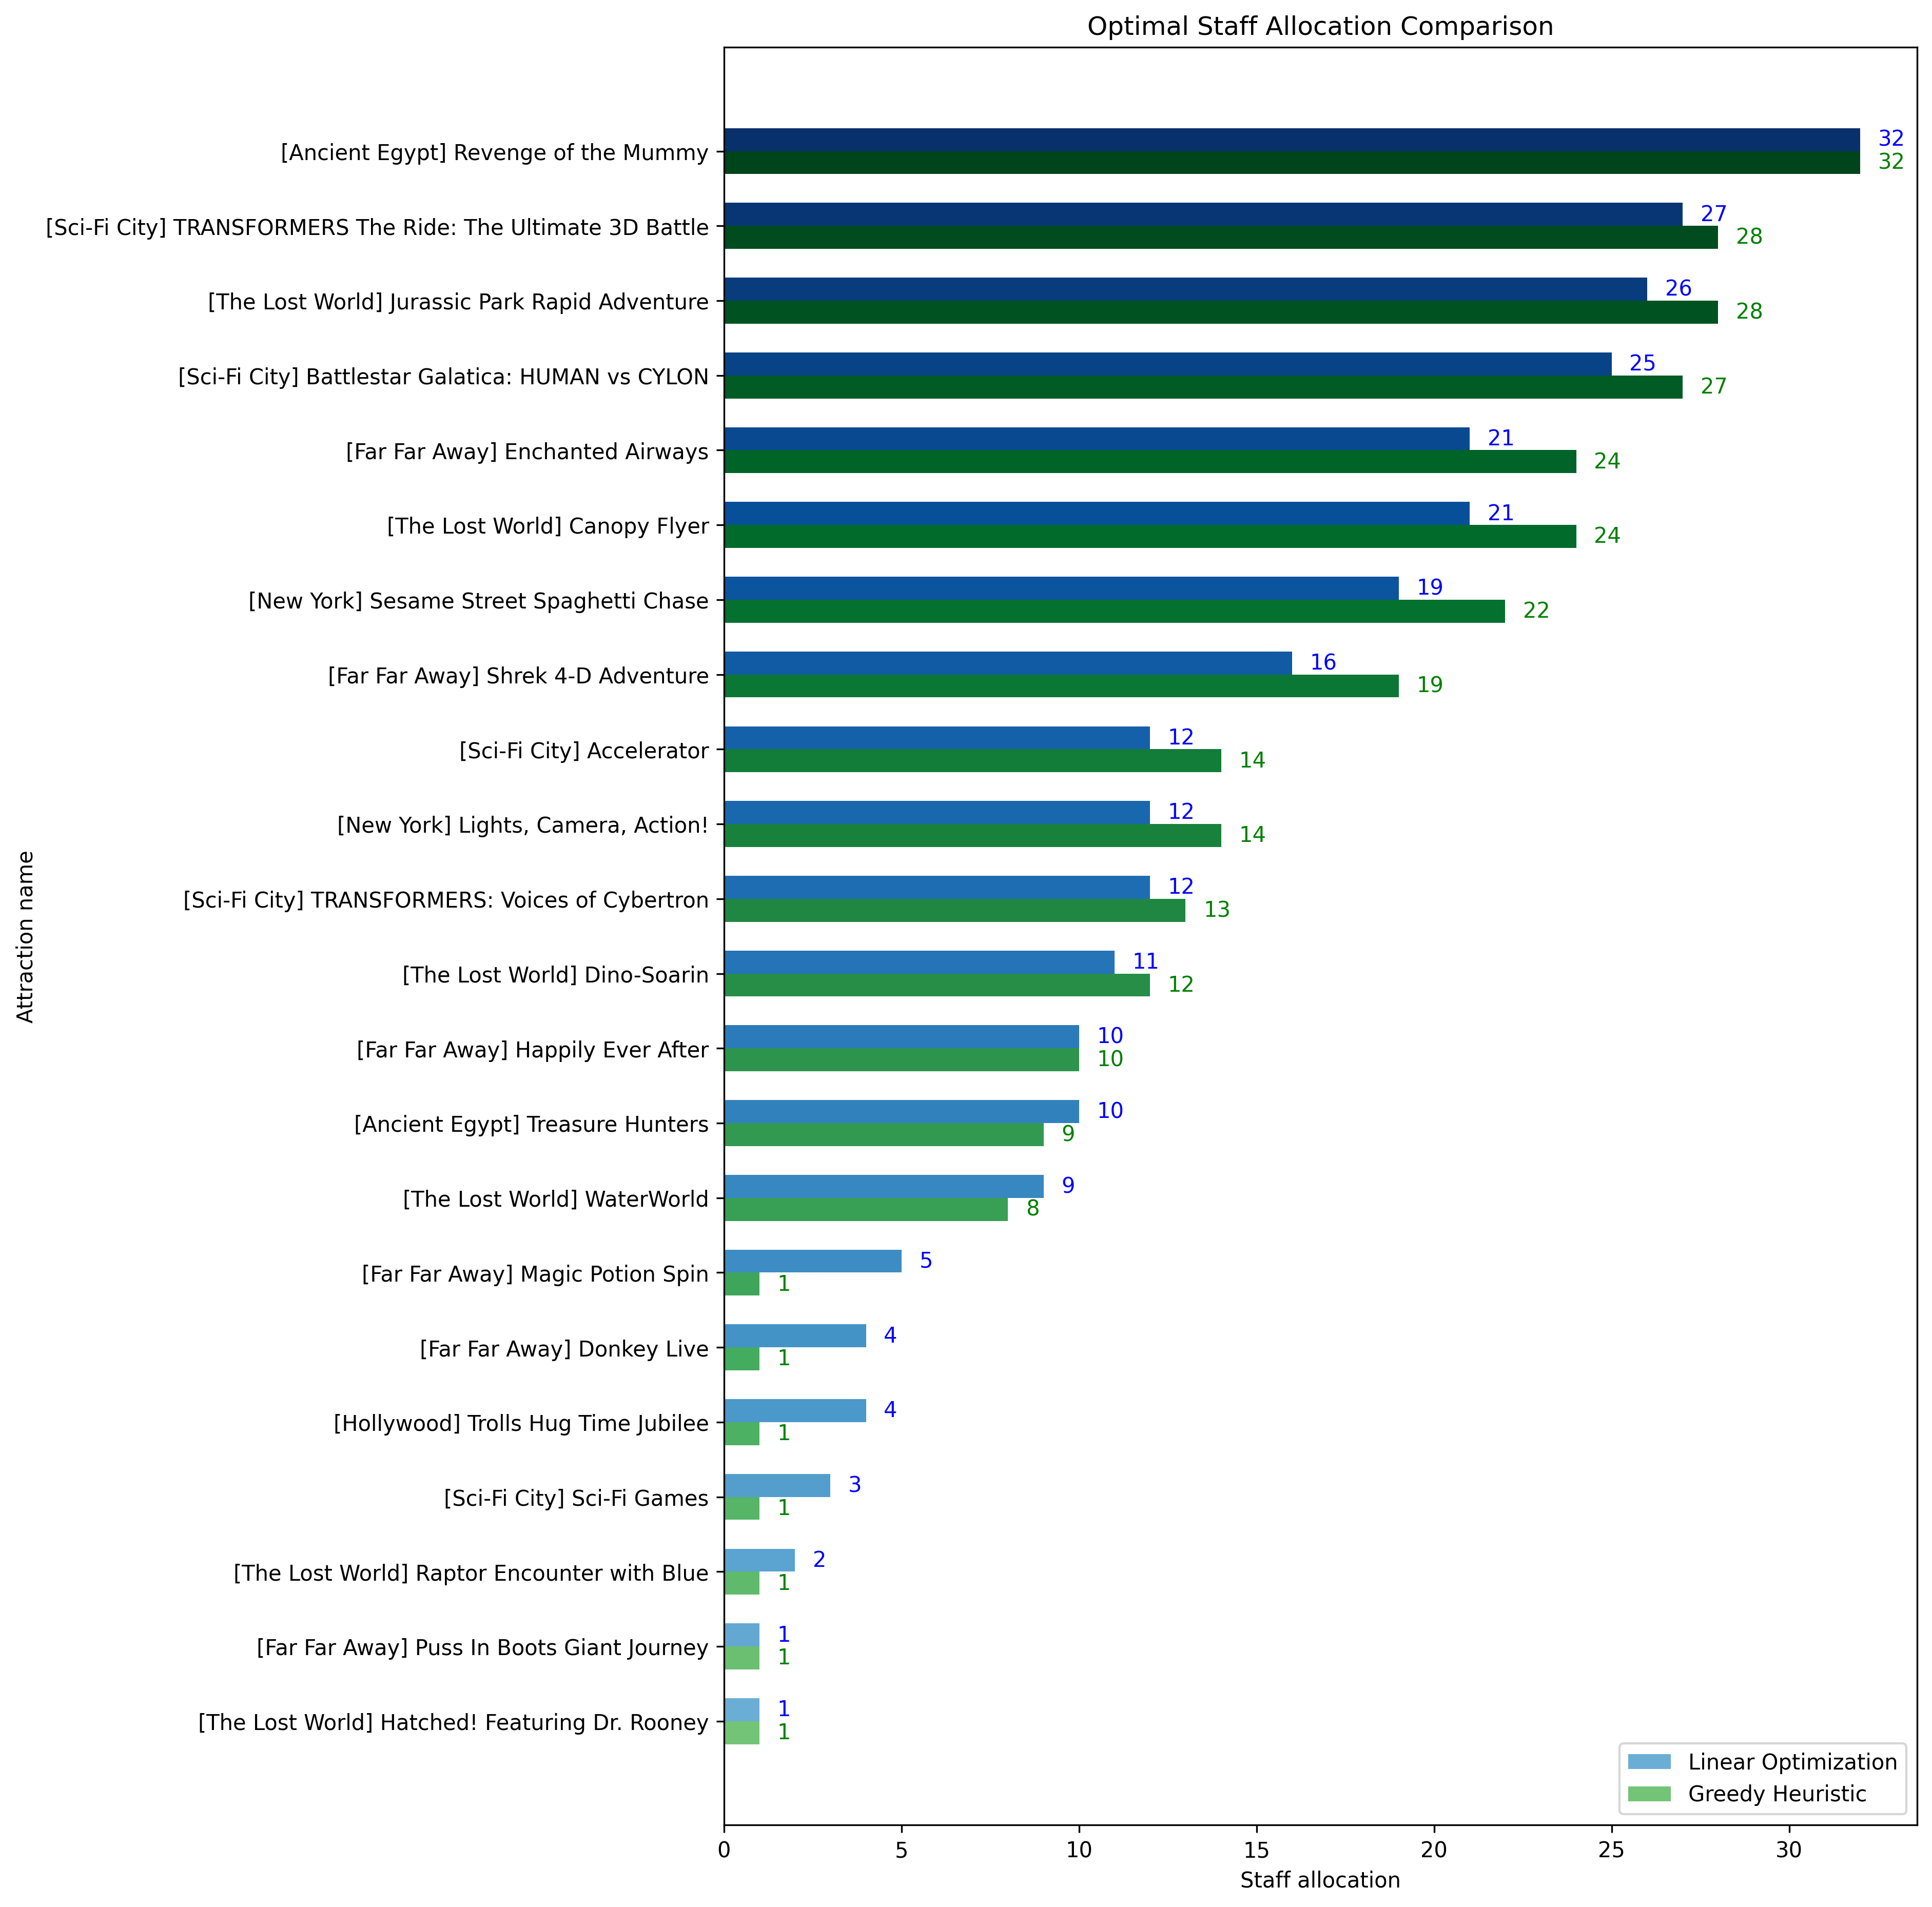 Optimal Staff Allocation Comparison
Attraction name
[Ancient Egypt] Revenge of the Mummy
32
32
[Sci-Fi City] TRANSFORMERS The Ride: The Ultimate 3D Battle
27
28
[The Lost World] Jurassic Park Rapid Adventure
26
28
[Sci-Fi City] Battlestar Galatica: HUMAN vs CYLON
25
27
[Far Far Away] Enchanted Airways
21
24
[The Lost World] Canopy Flyer
21
24
[New York] Sesame Street Spaghetti Chase
19
22
[Far Far Away] Shrek 4-D Adventure
16
19
[Sci-Fi City] Accelerator
12
14
[New York] Lights, Camera, Action!
12
14
[Sci-Fi City] TRANSFORMERS: Voices of Cybertron
12
13
[The Lost World] Dino-Soarin
11
12
[Far Far Away] Happily Ever After
10
10
[Ancient Egypt] Treasure Hunters
10
9
[The Lost World] WaterWorld
9
8
[Far Far Away] Magic Potion Spin
5
1
[Far Far Away] Donkey Live
4
1
[Hollywood] Trolls Hug Time Jubilee
4
1
[Sci-Fi City] Sci-Fi Games
3
1
[The Lost World] Raptor Encounter with Blue
2
1
[Far Far Away] Puss In Boots Giant Journey
1
1
[The Lost World] Hatched! Featuring Dr. Rooney
1
1
Linear Optimization
Greedy Heuristic
0 5 10 15 20 25 30
Staff allocation